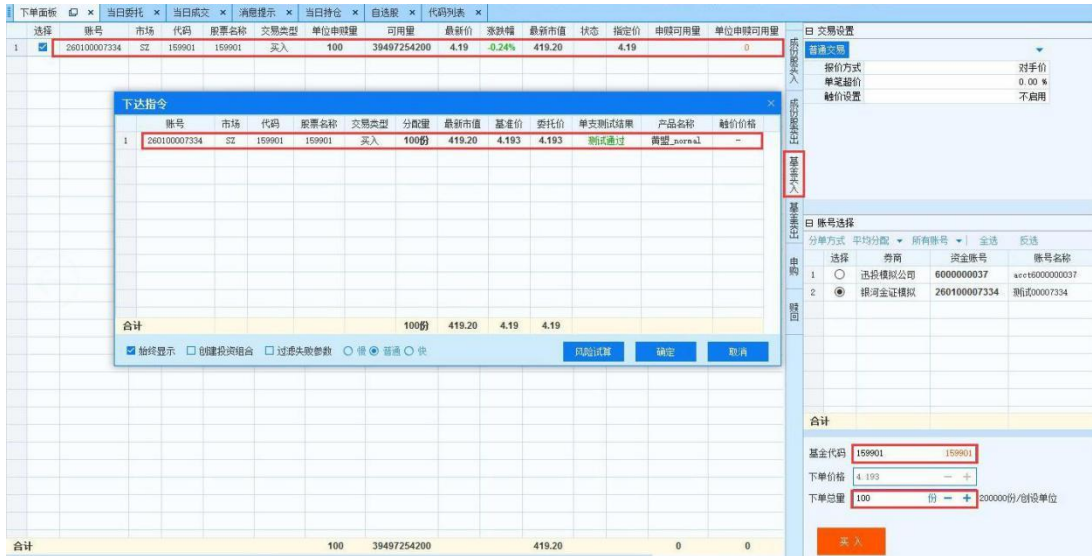 下单面板 × 当日委托 × 当日成交 × 消息提示 × 当日持仓 × 自选股 × 代码列表 ×
选择 账号 市场 代码 股票名称 交易类型 单位申赎量 可用量 最新价 涨跌幅 最新市值 状态 指定价 申赎可用量 单位申赎可用量
1 260100007334 SZ 159901 159901 买入 100 39497254200 4.19 -0.24% 419.20 4.19 0
成份股买入
成份股卖出
基金买入
基金卖出
申购
赎回
下达指令 ×
账号 市场 代码 股票名称 交易类型 分配量 最新市值 基准价 委托价 单支测试结果 产品名称 触价价格
1 260100007334 SZ 159901 159901 买入 100份 419.20 4.193 4.193 测试通过 黄盟_normal -
合计 100份 419.20 4.19 4.19
始终显示 创建投资组合 过滤失败参数 慢 普通 快 风险试算 确定 取消
合计 100 39497254200 419.20 0 0
日 交易设置
普通交易
报价方式 对手价
单笔超价 0.00 %
触价设置 不启用
日 账号选择
分单方式 平均分配 所有账号 全选 反选
选择 券商 资金账号 账号名称
1 迅投模拟公司 6000000037 acct6000000037
2 银河金证模拟 260100007334 测试00007334
合计
基金代码 159901 159901
下单价格 4.193 - +
下单总量 100 份 - + 200000份/创设单位
买入